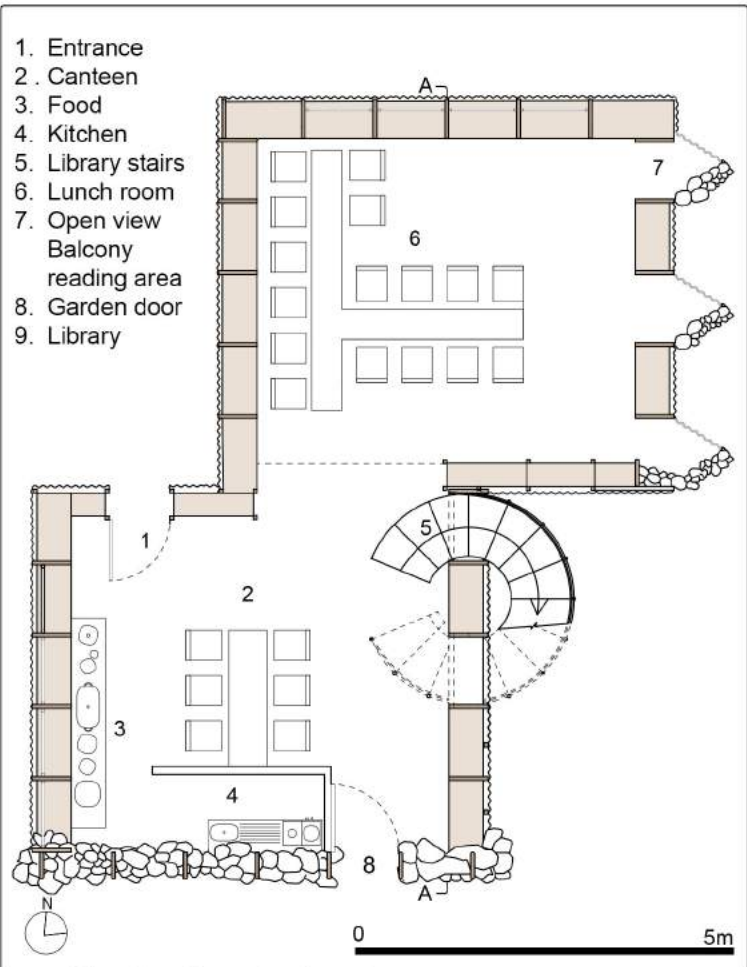 1. Entrance
2 . Canteen
3. Food
4. Kitchen
5. Library stairs
6. Lunch room
7. Open view
Balcony
reading area
8. Garden door
9. Library
A
7
6
5
1
2
3
4
8
A
N
0
5m